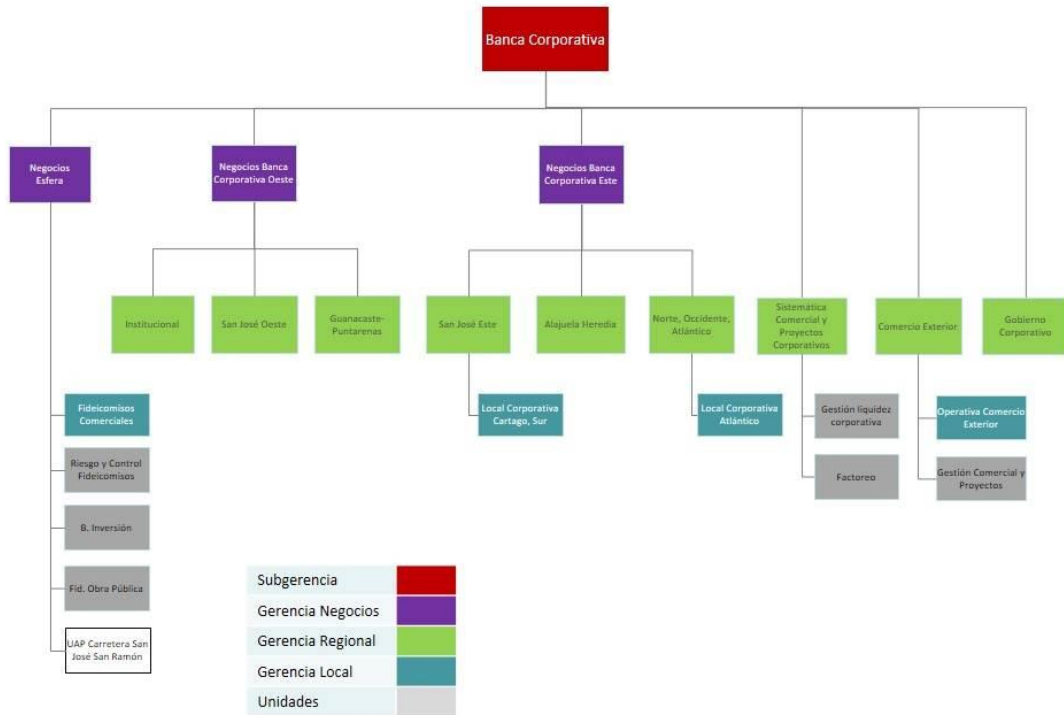 Banca Corporativa
Negocios
Esfera
Negocios Banca
Corporativa Oeste
Negocios Banca
Corporativa Este
Institucional
San José Oeste
Guanacaste-
Puntarenas
San José Este
Alajuela Heredia
Norte, Occidente,
Atlántico
Sistemática
Comercial y
Proyectos
Corporativos
Comercio Exterior
Gobierno
Corporativo
Fideicomisos
Comerciales
Local Corporativa
Cartago, Sur
Local Corporativa
Atlántico
Gestión liquidez
corporativa
Operativa Comercio
Exterior
Riesgo y Control
Fideicomisos
Factoreo
Gestión Comercial y
Proyectos
B. Inversión
Fid. Obra Pública
UAP Carretera San
José San Ramón
Subgerencia
Gerencia Negocios
Gerencia Regional
Gerencia Local
Unidades